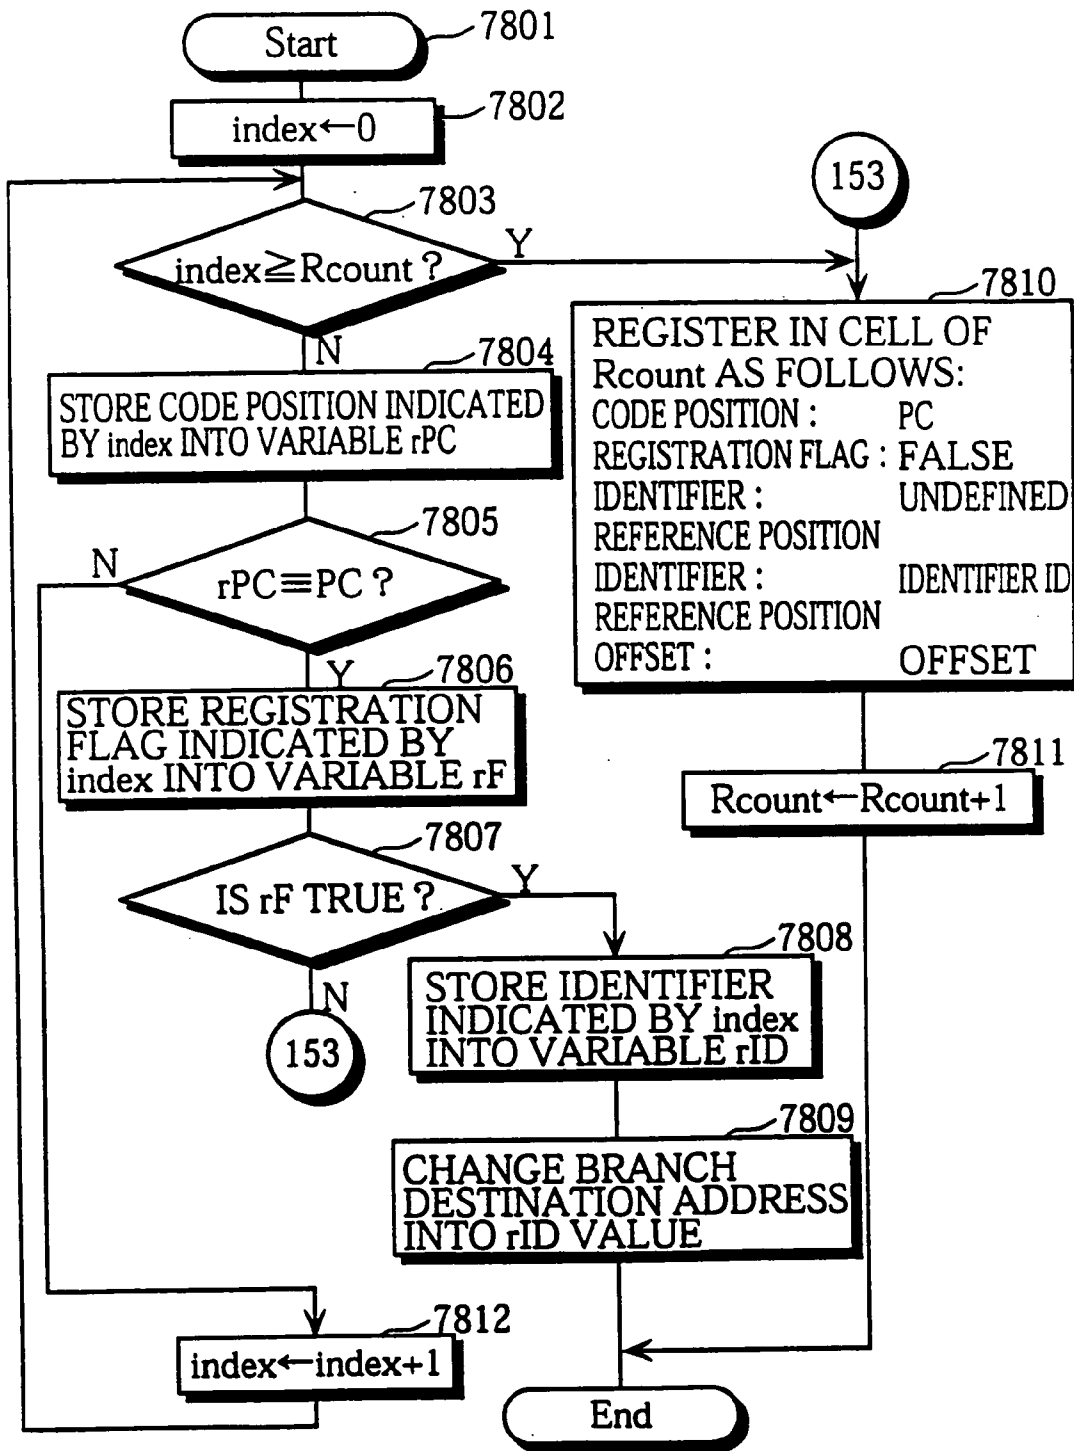 Start
7801
index←0
7802
153
7803
index≧Rcount ?
Y
N
7804
STORE CODE POSITION INDICATED
BY index INTO VARIABLE rPC
7805
rPC≡PC ?
N
Y
7806
STORE REGISTRATION
FLAG INDICATED BY
index INTO VARIABLE rF
7807
IS rF TRUE ?
Y
N
153
7808
STORE IDENTIFIER
INDICATED BY index
INTO VARIABLE rID
7809
CHANGE BRANCH
DESTINATION ADDRESS
INTO rID VALUE
7810
REGISTER IN CELL OF
Rcount AS FOLLOWS:
CODE POSITION : PC
REGISTRATION FLAG : FALSE
IDENTIFIER : UNDEFINED
REFERENCE POSITION
IDENTIFIER : IDENTIFIER ID
REFERENCE POSITION
OFFSET : OFFSET
7811
Rcount←Rcount+1
7812
index←index+1
End